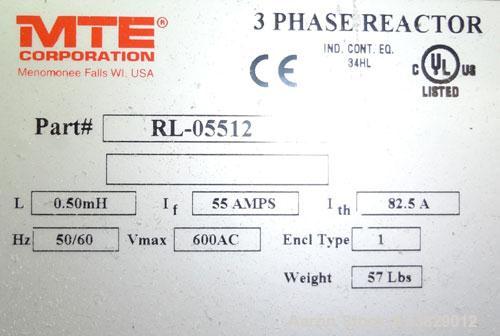 MTE®
CORPORATION
Menomonee Falls WI. USA
3 PHASE REACTOR
IND. CONT. EQ.
34HL
CE
C UL US
LISTED
Part# RL-05512
L 0.50mH If 55 AMPS Ith 82.5 A
Hz 50/60 Vmax 600AC Encl Type 1
Weight 57 Lbs